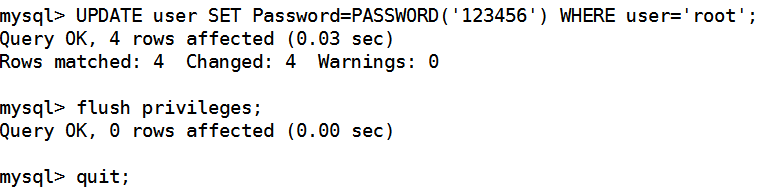 mysql> UPDATE user SET Password=PASSWORD('123456') WHERE user='root';
Query OK, 4 rows affected (0.03 sec)
Rows matched: 4  Changed: 4  Warnings: 0
mysql> flush privileges;
Query OK, 0 rows affected (0.00 sec)
mysql> quit;